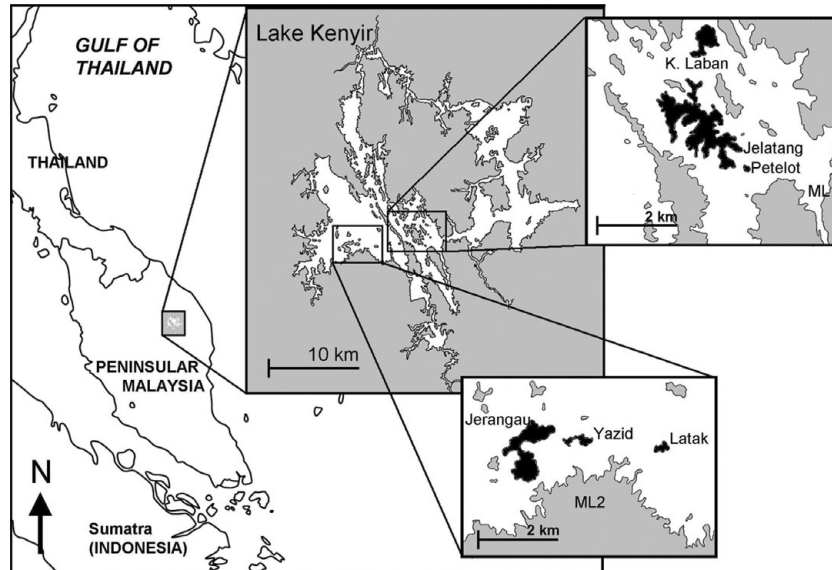 GULF OF
THAILAND
THAILAND
PENINSULAR
MALAYSIA
N
Sumatra
(INDONESIA)
Lake Kenyir
10 km
K. Laban
Jelatang
Petelot
ML
2 km
Jerangau
Yazid
Latak
ML2
2 km